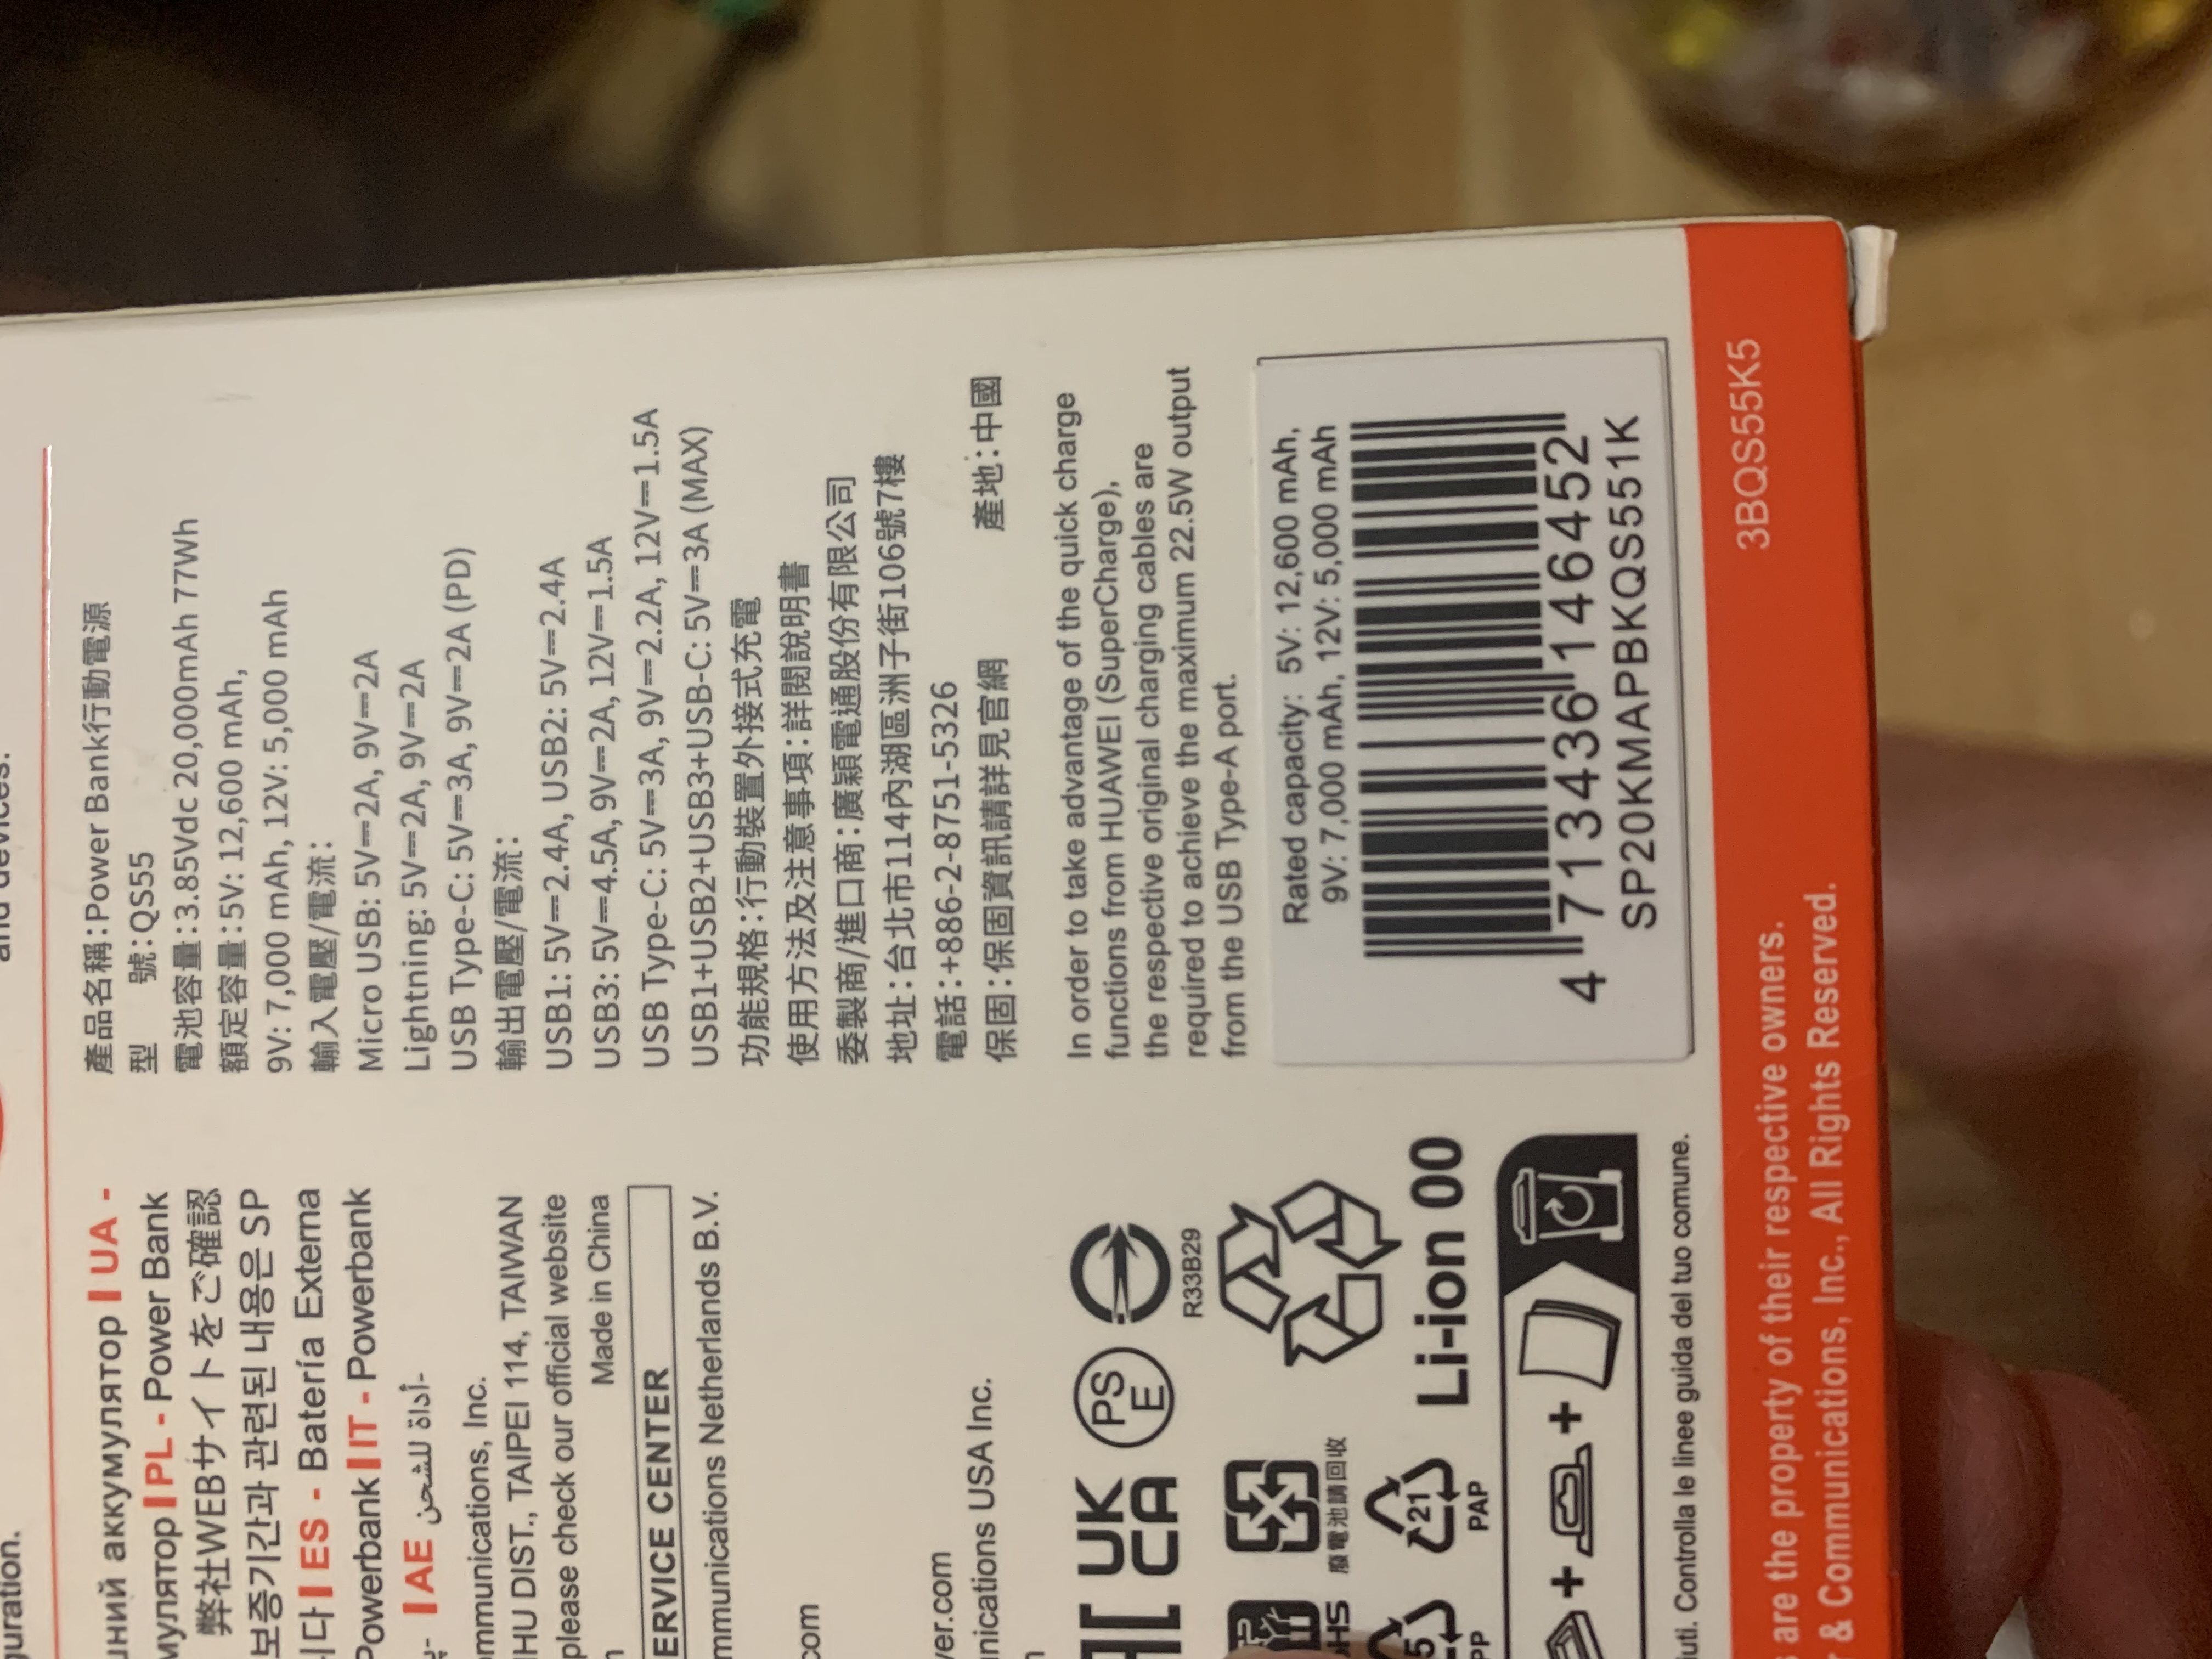 and devices.
guration.
UA -
PL - Power Bank
弊社WEBサイトをご確認
보증기간과 관련된 내용은 SP
ES - Batería Externa
Powerbank IT - Powerbank
AE أداة للشحن-
ommunications, Inc.
HU DIST., TAIPEI 114, TAIWAN
please check our official website
Made in China
ERVICE CENTER
mmunications Netherlands B.V.
.com
ver.com
nications USA Inc.
UK
CA
PS
E
R33B29
廢電池請回收
21
PAP
Li-ion 00
Controlla le linee guida del tuo comune.
產品名稱:Power Bank行動電源
型 號:QS55
電池容量:3.85Vdc 20,000mAh 77Wh
額定容量:5V: 12,600 mAh,
9V: 7,000 mAh, 12V: 5,000 mAh
輸入電壓/電流:
Micro USB: 5V⎓2A, 9V⎓2A
Lightning: 5V⎓2A, 9V⎓2A
USB Type-C: 5V⎓3A, 9V⎓2A (PD)
輸出電壓/電流:
USB1: 5V⎓2.4A, USB2: 5V⎓2.4A
USB3: 5V⎓4.5A, 9V⎓2A, 12V⎓1.5A
USB Type-C: 5V⎓3A, 9V⎓2.2A, 12V⎓1.5A
USB1+USB2+USB3+USB-C: 5V⎓3A (MAX)
功能規格:行動裝置外接式充電
使用方法及注意事項:詳閱說明書
委製商/進口商:廣穎電通股份有限公司
地址:台北市114內湖區洲子街106號7樓
電話:+886-2-8751-5326
保固:保固資訊請詳見官網 產地:中國
In order to take advantage of the quick charge
functions from HUAWEI (SuperCharge),
the respective original charging cables are
required to achieve the maximum 22.5W output
from the USB Type-A port.
Rated capacity: 5V: 12,600 mAh,
9V: 7,000 mAh, 12V: 5,000 mAh
4 713436 146452
SP20KMAPBKQS551K
are the property of their respective owners.
& Communications, Inc., All Rights Reserved.
3BQS55K5